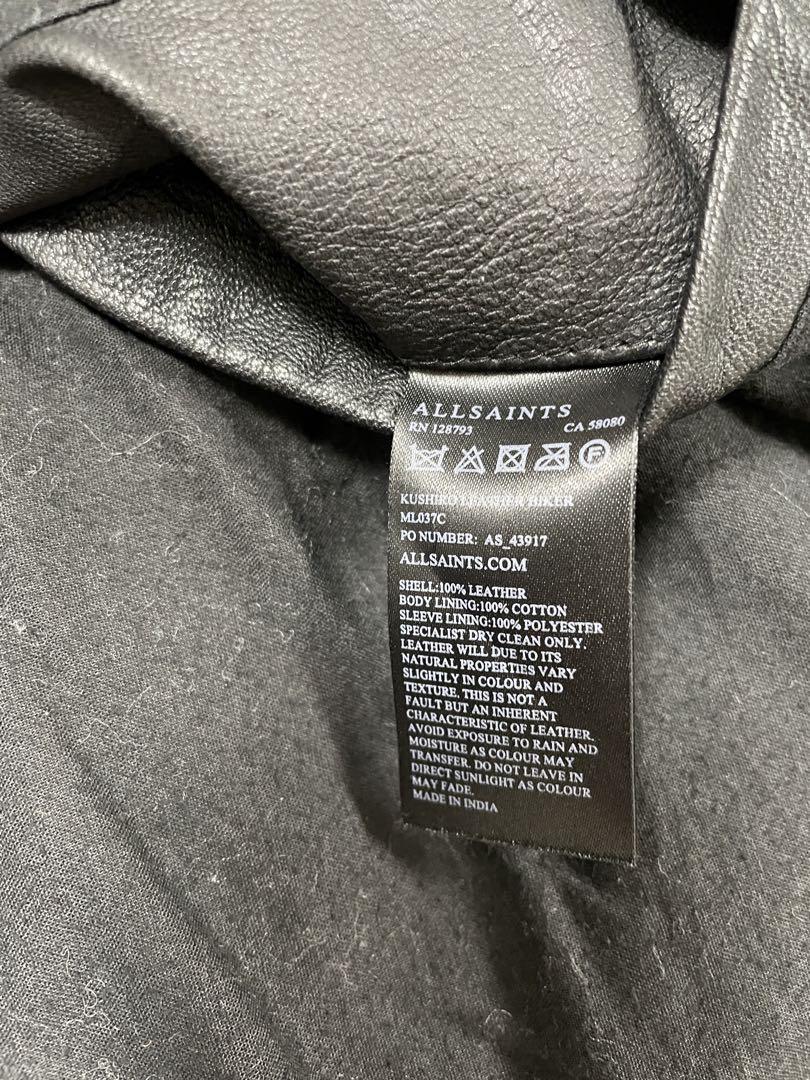 ALLSAINTS
RN 128793 CA 58080
F
KUSHIRO LEATHER BIKER
ML037C
PO NUMBER: AS_43917
ALLSAINTS.COM
SHELL:100% LEATHER
BODY LINING:100% COTTON
SLEEVE LINING:100% POLYESTER
SPECIALIST DRY CLEAN ONLY.
LEATHER WILL DUE TO ITS
NATURAL PROPERTIES VARY
SLIGHTLY IN COLOUR AND
TEXTURE. THIS IS NOT A
FAULT BUT AN INHERENT
CHARACTERISTIC OF LEATHER.
AVOID EXPOSURE TO RAIN AND
MOISTURE AS COLOUR MAY
TRANSFER. DO NOT LEAVE IN
DIRECT SUNLIGHT AS COLOUR
MAY FADE.
MADE IN INDIA